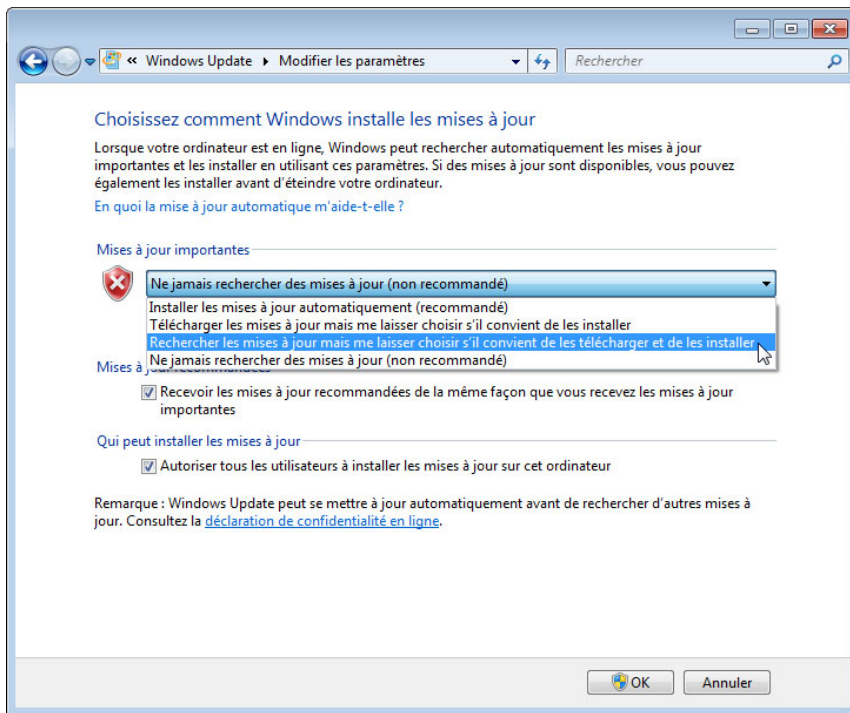 « Windows Update ▸ Modifier les paramètres
Rechercher
Choisissez comment Windows installe les mises à jour
Lorsque votre ordinateur est en ligne, Windows peut rechercher automatiquement les mises à jour
importantes et les installer en utilisant ces paramètres. Si des mises à jour sont disponibles, vous pouvez
également les installer avant d'éteindre votre ordinateur.
En quoi la mise à jour automatique m'aide-t-elle ?
Mises à jour importantes
Ne jamais rechercher des mises à jour (non recommandé)
Installer les mises à jour automatiquement (recommandé)
Télécharger les mises à jour mais me laisser choisir s'il convient de les installer
Rechercher les mises à jour mais me laisser choisir s'il convient de les télécharger et de les installer
Ne jamais rechercher des mises à jour (non recommandé)
Mises à jour recommandées
Recevoir les mises à jour recommandées de la même façon que vous recevez les mises à jour
importantes
Qui peut installer les mises à jour
Autoriser tous les utilisateurs à installer les mises à jour sur cet ordinateur
Remarque : Windows Update peut se mettre à jour automatiquement avant de rechercher d'autres mises à
jour. Consultez la déclaration de confidentialité en ligne.
OK
Annuler